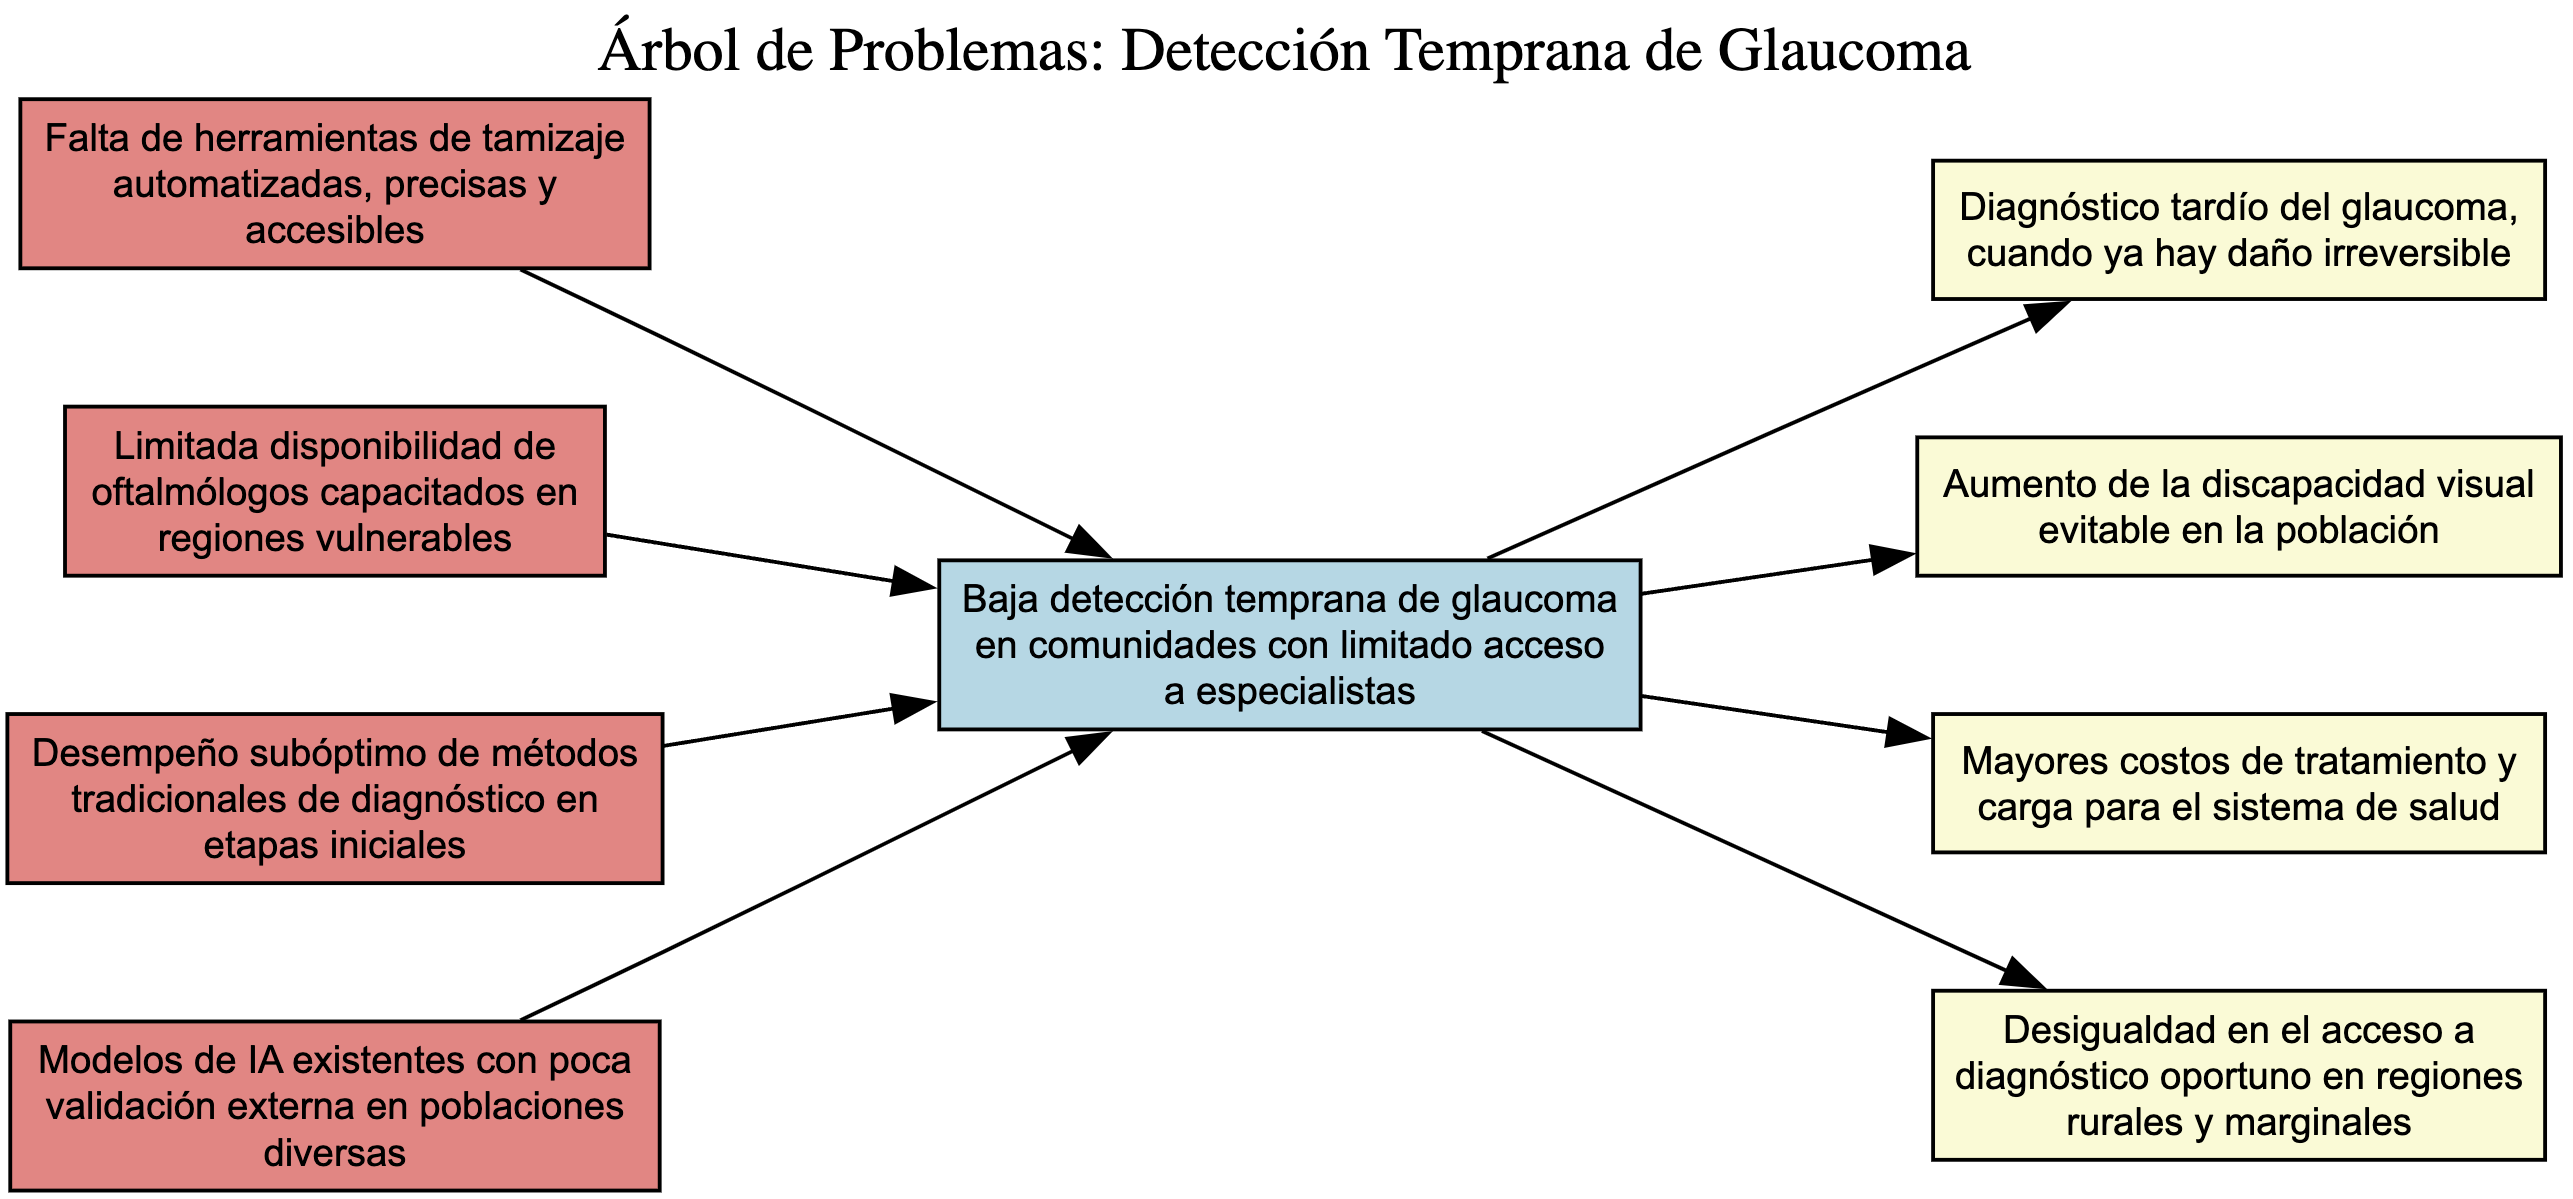 Árbol de Problemas: Detección Temprana de Glaucoma
Falta de herramientas de tamizaje
automatizadas, precisas y
accesibles
Limitada disponibilidad de
oftalmólogos capacitados en
regiones vulnerables
Desempeño subóptimo de métodos
tradicionales de diagnóstico en
etapas iniciales
Modelos de IA existentes con poca
validación externa en poblaciones
diversas
Baja detección temprana de glaucoma
en comunidades con limitado acceso
a especialistas
Diagnóstico tardío del glaucoma,
cuando ya hay daño irreversible
Aumento de la discapacidad visual
evitable en la población
Mayores costos de tratamiento y
carga para el sistema de salud
Desigualdad en el acceso a
diagnóstico oportuno en regiones
rurales y marginales